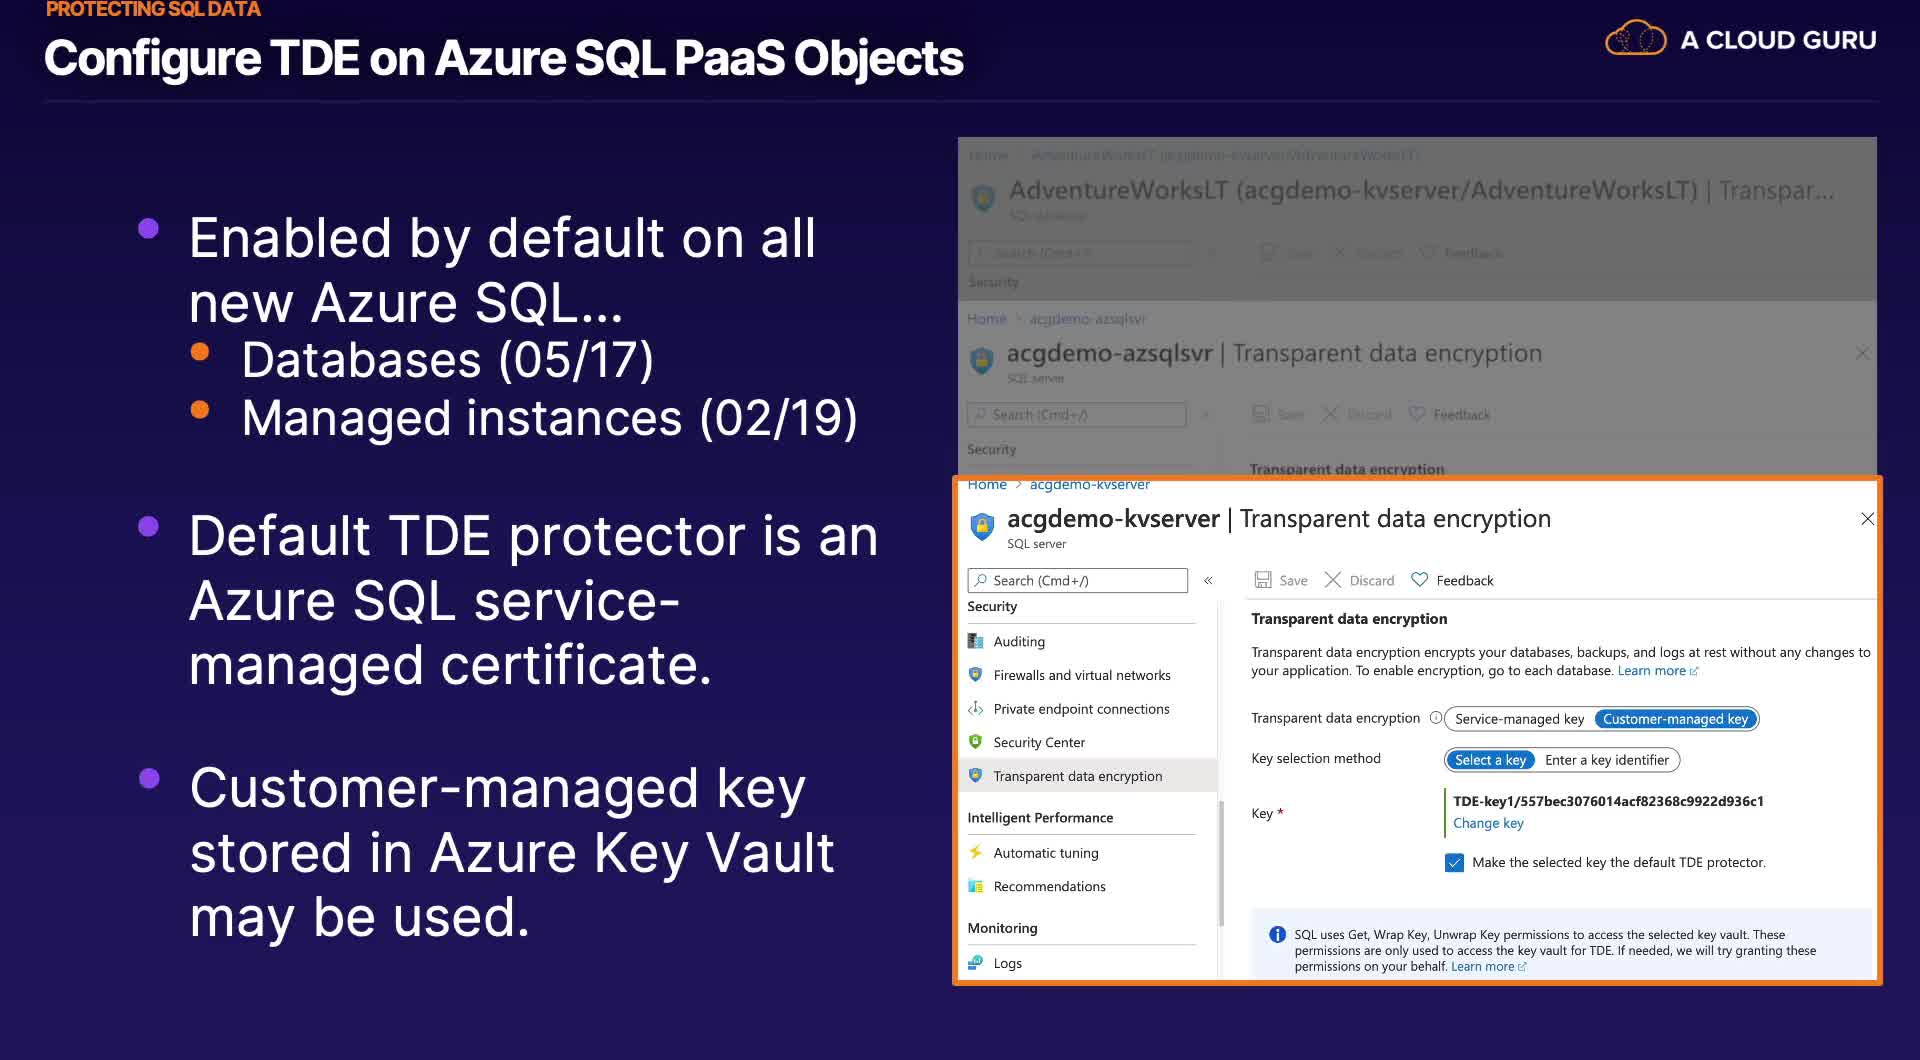 PROTECTING SQL DATA
Configure TDE on Azure SQL PaaS Objects
A CLOUD GURU
Enabled by default on all
new Azure SQL...
Databases (05/17)
Managed instances (02/19)
Default TDE protector is an
Azure SQL service-
managed certificate.
Customer-managed key
stored in Azure Key Vault
may be used.
Home > AdventureWorksLT (acgdemo-kvserver/AdventureWorksLT)
AdventureWorksLT (acgdemo-kvserver/AdventureWorksLT) | Transpar...
SQL database
Search (Cmd+/)
Save Discard Feedback
Security
Home > acgdemo-azsqlsvr
acgdemo-azsqlsvr | Transparent data encryption
SQL server
Search (Cmd+/)
Save Discard Feedback
Security
Transparent data encryption
Home > acgdemo-kvserver
acgdemo-kvserver | Transparent data encryption
SQL server
Search (Cmd+/) «
Save Discard Feedback
Security
Auditing
Firewalls and virtual networks
Private endpoint connections
Security Center
Transparent data encryption
Intelligent Performance
Automatic tuning
Recommendations
Monitoring
Logs
Transparent data encryption
Transparent data encryption encrypts your databases, backups, and logs at rest without any changes to
your application. To enable encryption, go to each database. Learn more
Transparent data encryption Service-managed key Customer-managed key
Key selection method Select a key Enter a key identifier
Key * TDE-key1/557bec3076014acf82368c9922d936c1
Change key
Make the selected key the default TDE protector.
SQL uses Get, Wrap Key, Unwrap Key permissions to access the selected key vault. These
permissions are only used to access the key vault for TDE. If needed, we will try granting these
permissions on your behalf. Learn more